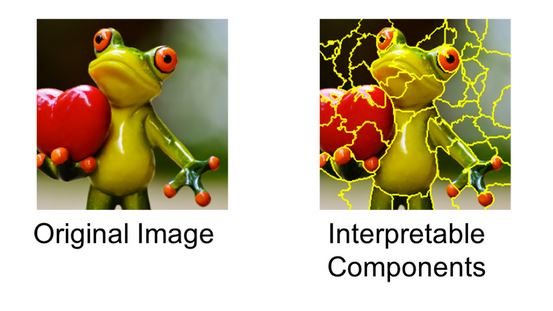 Original Image
Interpretable
Components